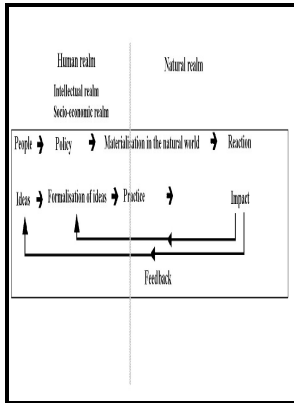 Human realm
Natural realm
Intellectual realm
Socio-economic realm
People → Policy → Materialisation in the natural world → Reaction
Ideas → Formalisation of ideas → Practice → Impact
Feedback